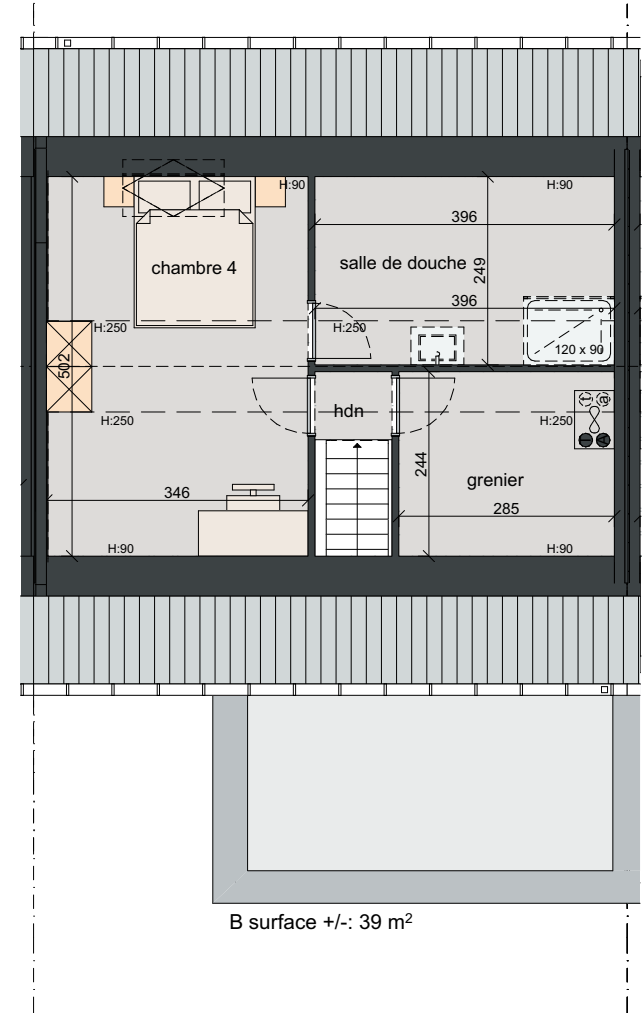 H:90
H:90
396
chambre 4
salle de douche
249
396
H:250
H:250
120 x 90
502
hdn
H:250
H:250
t
a
A
244
grenier
346
285
H:90
H:90
B surface +/-: 39 m²